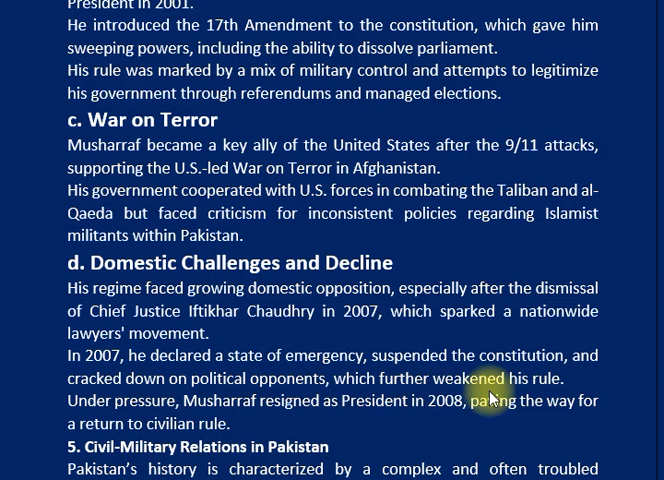 President in 2001.
He introduced the 17th Amendment to the constitution, which gave him
sweeping powers, including the ability to dissolve parliament.
His rule was marked by a mix of military control and attempts to legitimize
his government through referendums and managed elections.
c. War on Terror
Musharraf became a key ally of the United States after the 9/11 attacks,
supporting the U.S.-led War on Terror in Afghanistan.
His government cooperated with U.S. forces in combating the Taliban and al-
Qaeda but faced criticism for inconsistent policies regarding Islamist
militants within Pakistan.
d. Domestic Challenges and Decline
His regime faced growing domestic opposition, especially after the dismissal
of Chief Justice Iftikhar Chaudhry in 2007, which sparked a nationwide
lawyers' movement.
In 2007, he declared a state of emergency, suspended the constitution, and
cracked down on political opponents, which further weakened his rule.
Under pressure, Musharraf resigned as President in 2008, paving the way for
a return to civilian rule.
5. Civil-Military Relations in Pakistan
Pakistan's history is characterized by a complex and often troubled